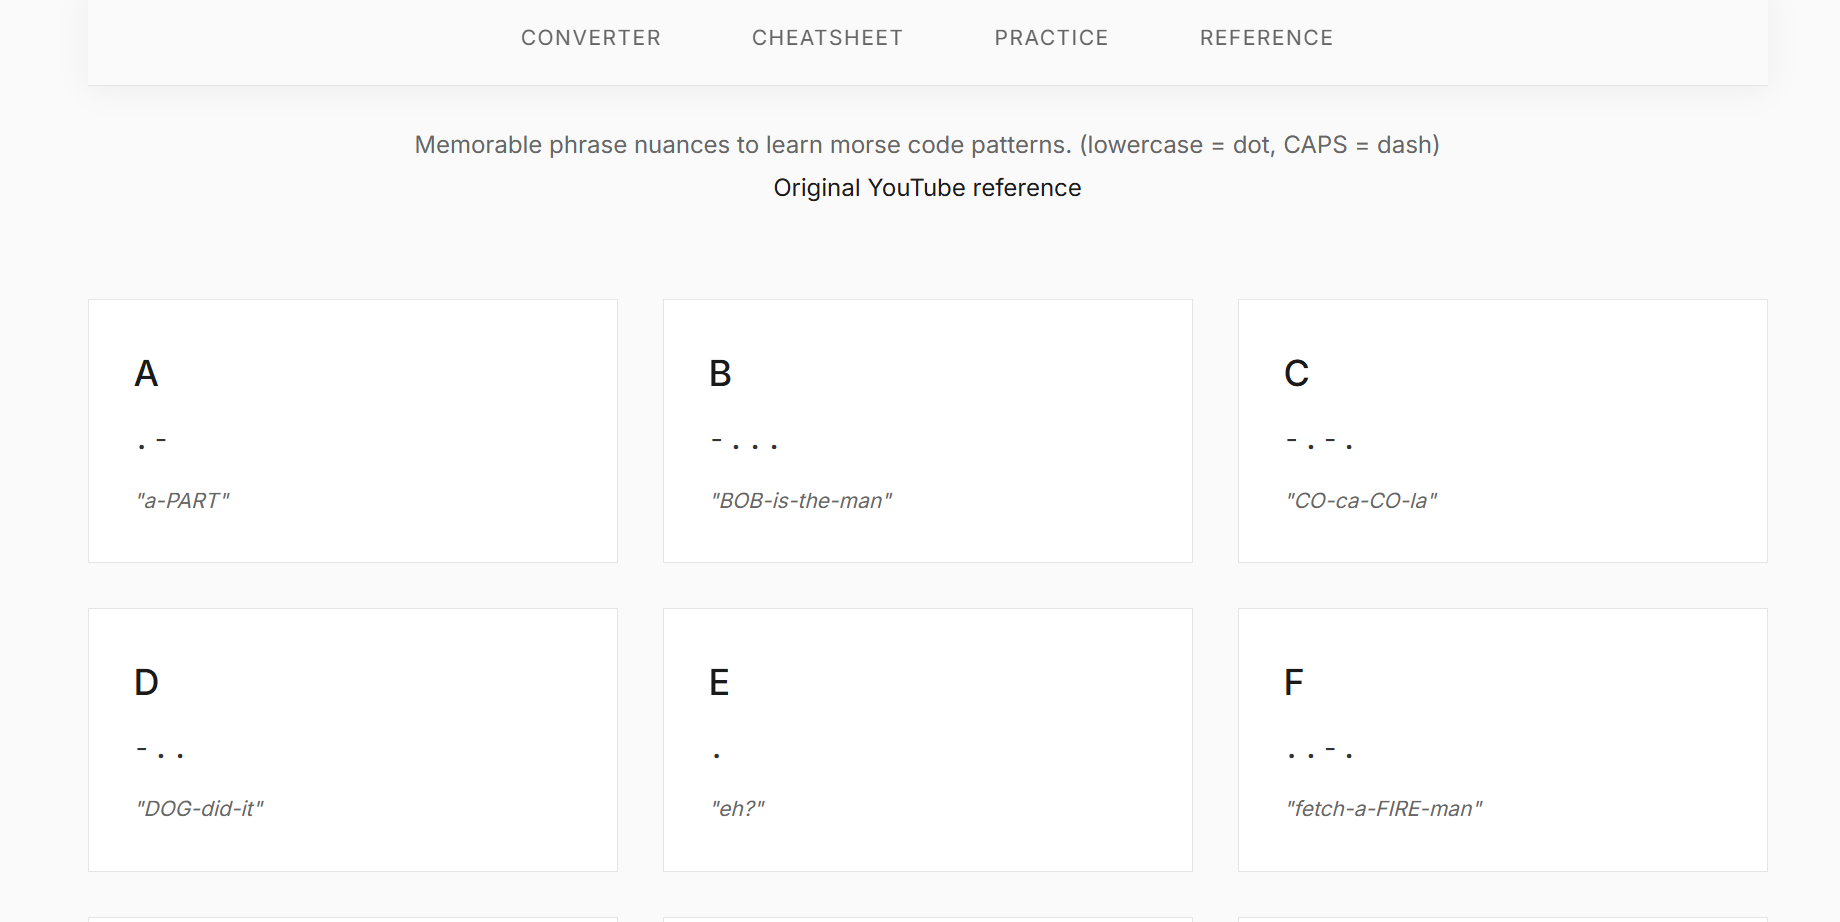 CONVERTER CHEATSHEET PRACTICE REFERENCE
Memorable phrase nuances to learn morse code patterns. (lowercase = dot, CAPS = dash)
Original YouTube reference
A
.-
"a-PART"
B
-...
"BOB-is-the-man"
C
-.-.
"CO-ca-CO-la"
D
-..
"DOG-did-it"
E
.
"eh?"
F
..-.
"fetch-a-FIRE-man"